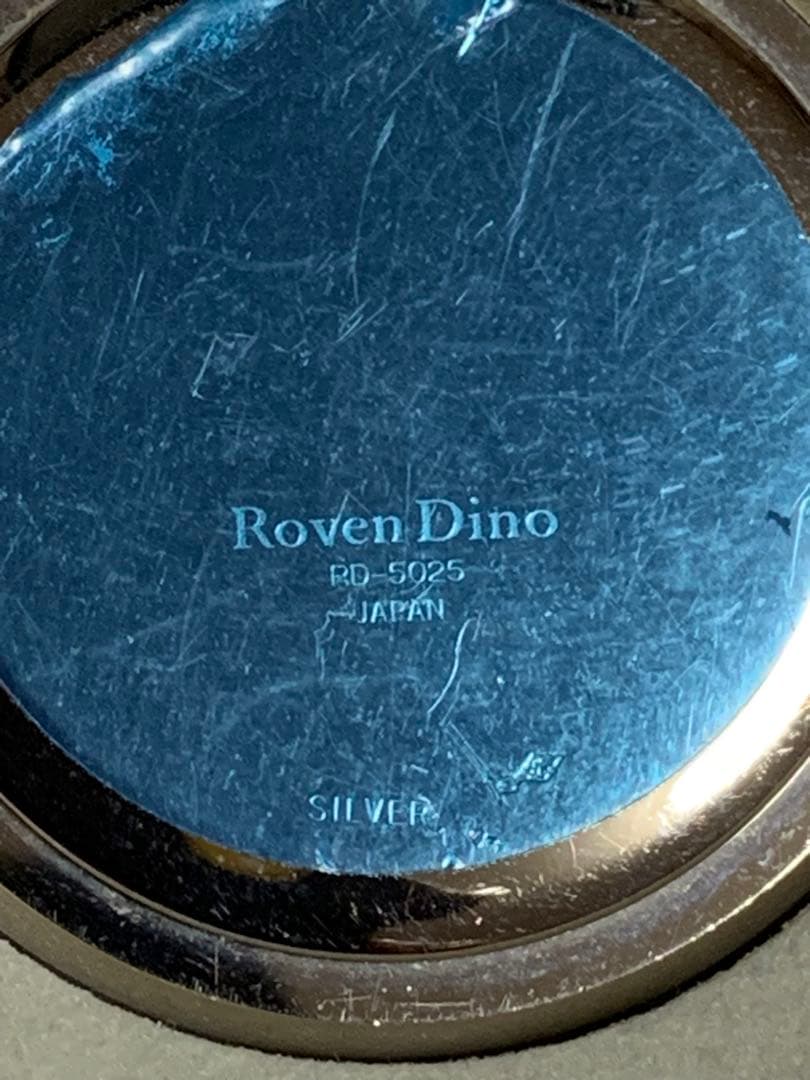 Roven Dino
RD-5025
JAPAN
SILVER